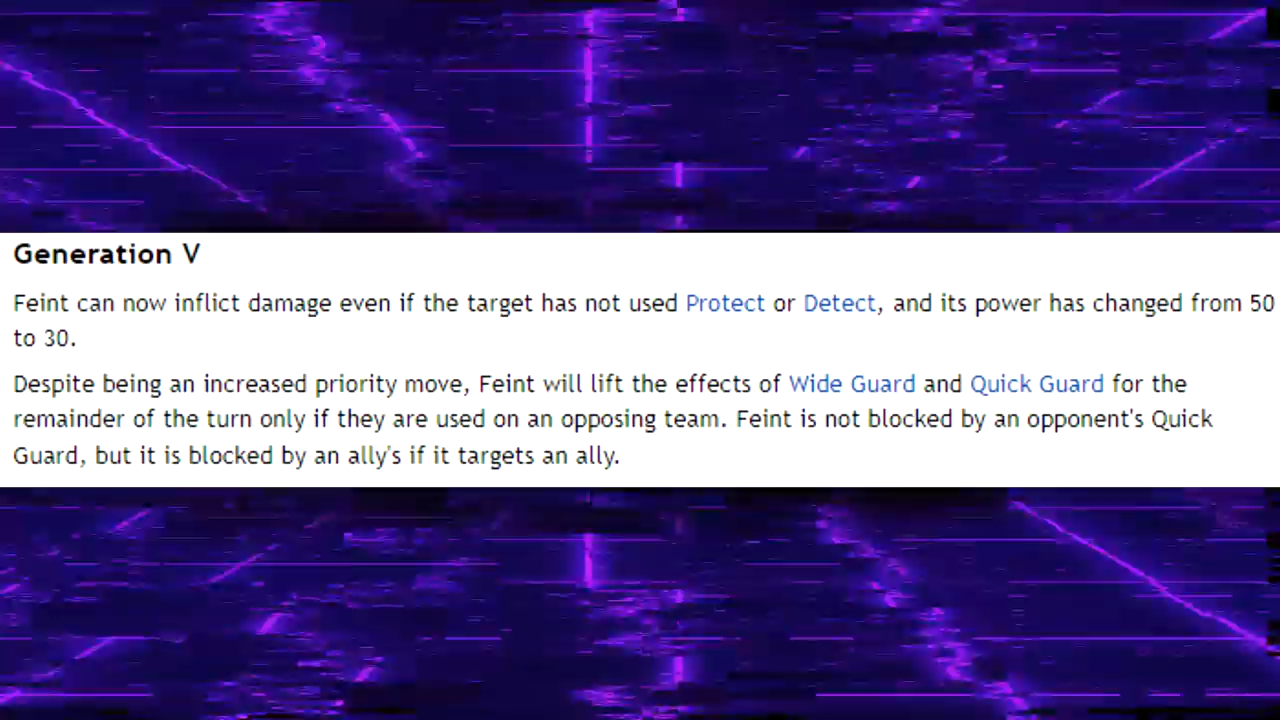 Generation V
Feint can now inflict damage even if the target has not used Protect or Detect, and its power has changed from 50
to 30.
Despite being an increased priority move, Feint will lift the effects of Wide Guard and Quick Guard for the
remainder of the turn only if they are used on an opposing team. Feint is not blocked by an opponent's Quick
Guard, but it is blocked by an ally's if it targets an ally.